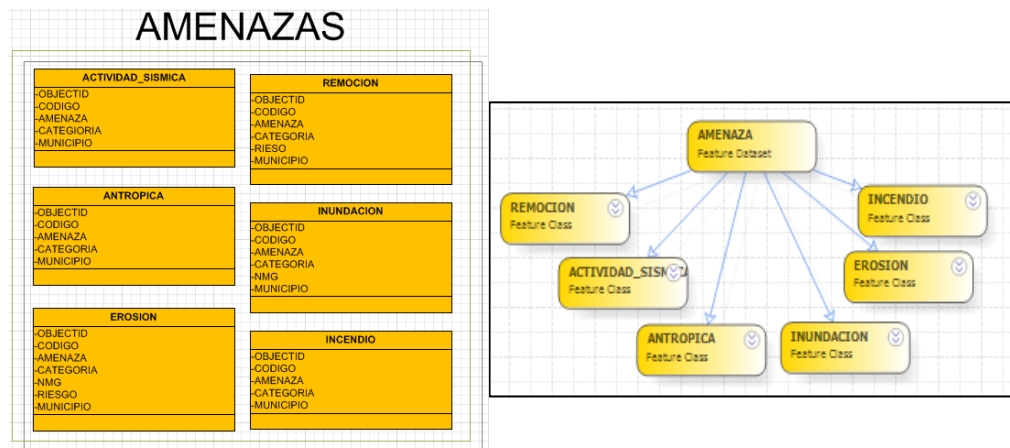 AMENAZAS
ACTIVIDAD_SISMICA
-OBJECTID
-CODIGO
-AMENAZA
-CATEGIORIA
-MUNICIPIO
ANTROPICA
-OBJECTID
-CODIGO
-AMENAZA
-CATEGORIA
-MUNICIPIO
EROSION
-OBJECTID
-CODIGO
-AMENAZA
-CATEGORIA
-NMG
-RIESGO
-MUNICIPIO
REMOCION
-OBJECTID
-CODIGO
-AMENAZA
-CATEGORIA
-RIESO
-MUNICIPIO
INUNDACION
-OBJECTID
-CODIGO
-AMENAZA
-CATEGORIA
-NMG
-MUNICIPIO
INCENDIO
-OBJECTID
-CODIGO
-AMENAZA
-CATEGORIA
-MUNICIPIO
AMENAZA
Feature Dataset
REMOCION
Feature Class
INCENDIO
Feature Class
ACTIVIDAD_SISMICA
Feature Class
EROSION
Feature Class
ANTROPICA
Feature Class
INUNDACION
Feature Class